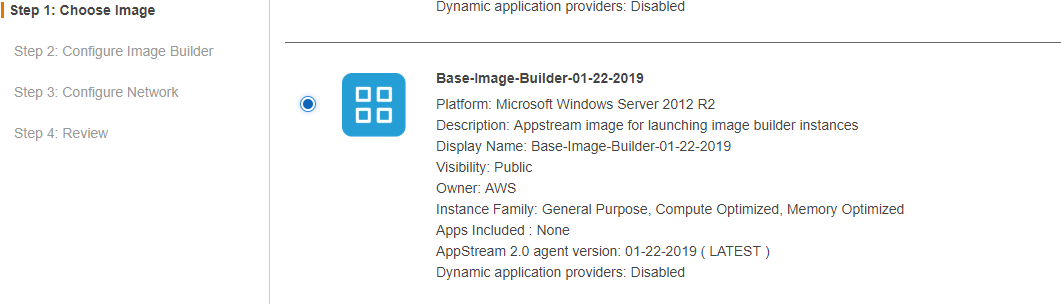 Step 1: Choose Image
Step 2: Configure Image Builder
Step 3: Configure Network
Step 4: Review
Dynamic application providers: Disabled
Base-Image-Builder-01-22-2019
Platform: Microsoft Windows Server 2012 R2
Description: Appstream image for launching image builder instances
Display Name: Base-Image-Builder-01-22-2019
Visibility: Public
Owner: AWS
Instance Family: General Purpose, Compute Optimized, Memory Optimized
Apps Included : None
AppStream 2.0 agent version: 01-22-2019 ( LATEST )
Dynamic application providers: Disabled